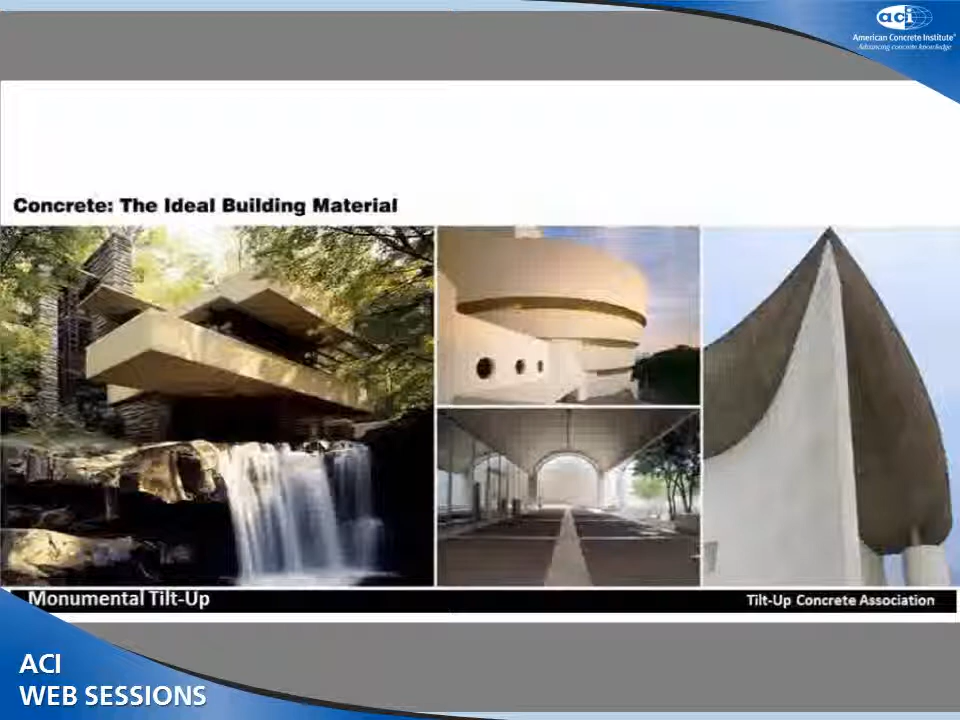 aci
American Concrete Institute®
Advancing concrete knowledge
Concrete: The Ideal Building Material
Monumental Tilt-Up
Tilt-Up Concrete Association
ACI
WEB SESSIONS